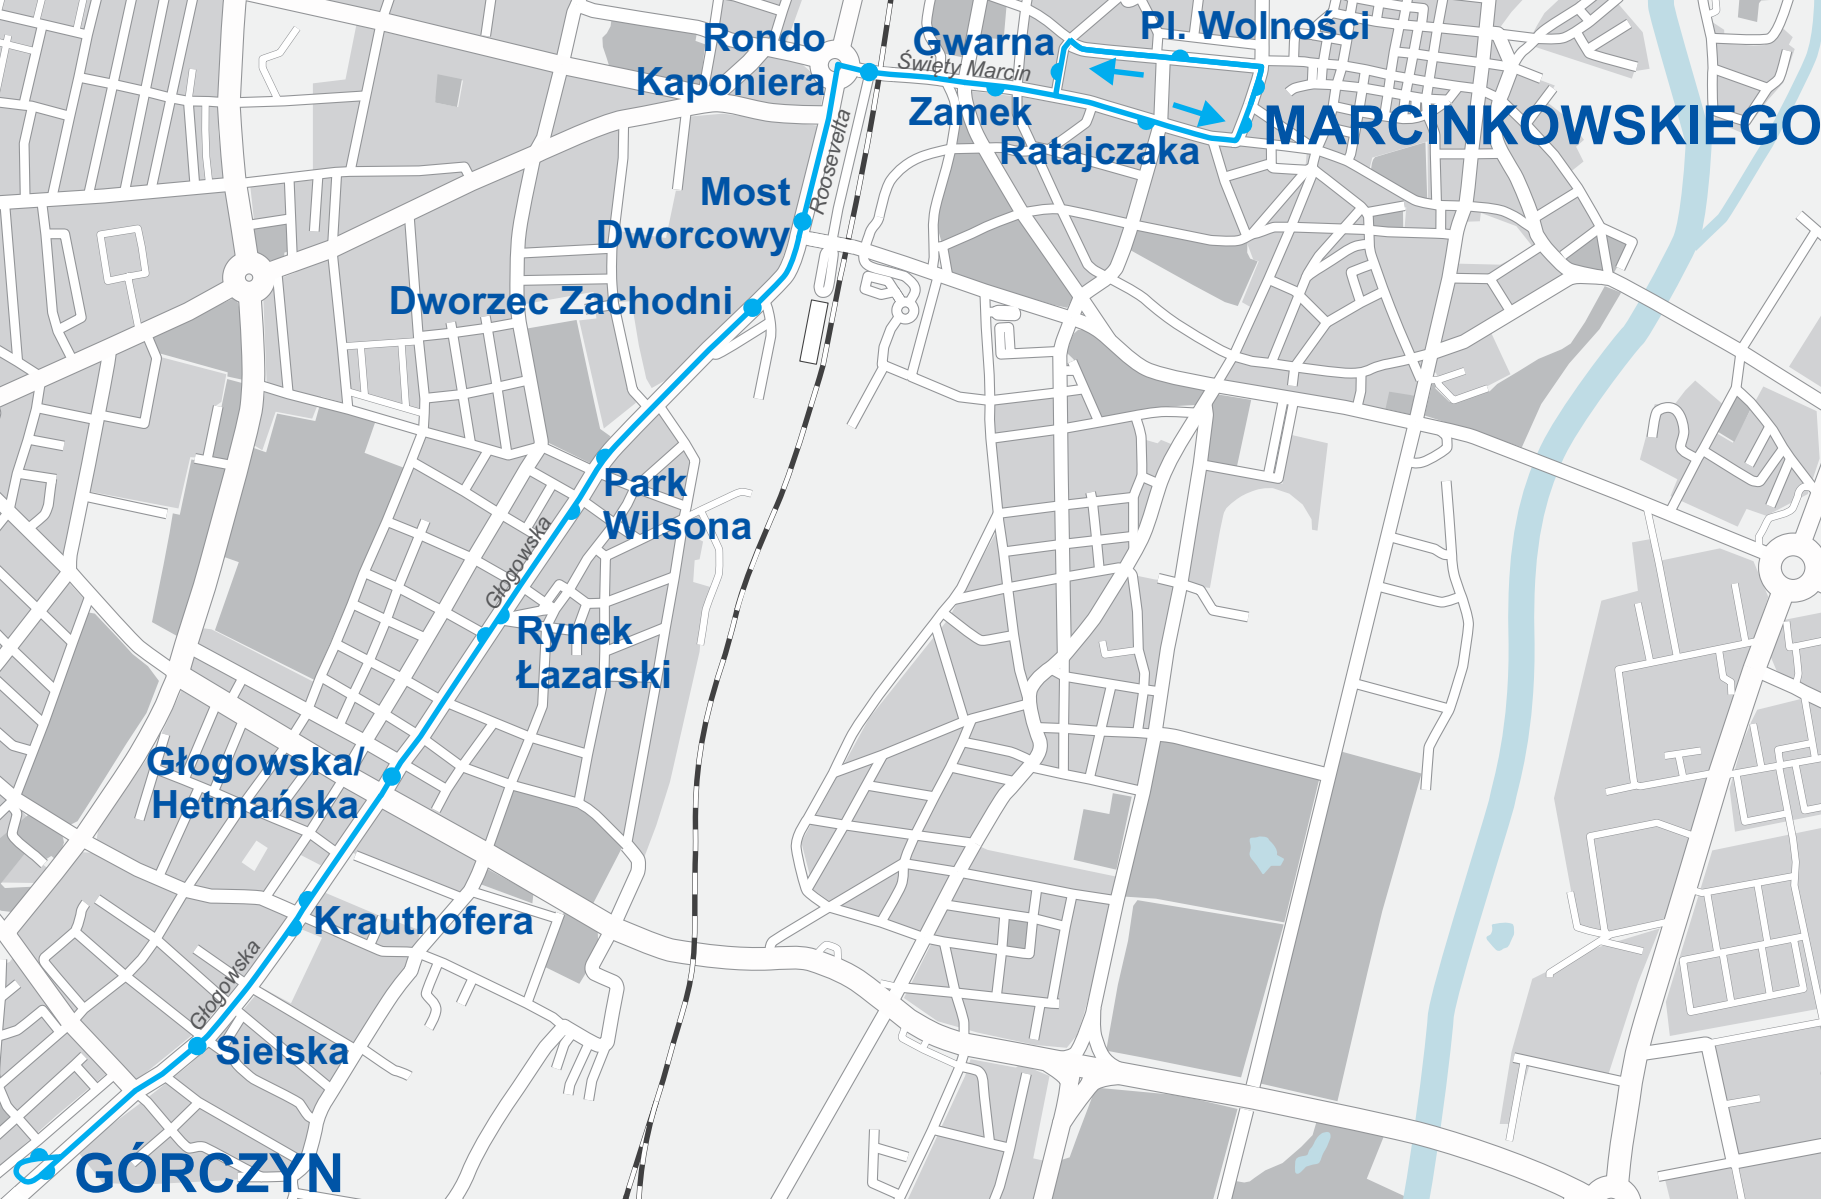 Pl. Wolności
Rondo
Kaponiera
Gwarna
Święty Marcin
Zamek
MARCINKOWSKIEGO
Ratajczaka
Roosevelta
Most
Dworcowy
Dworzec Zachodni
Park
Wilsona
Głogowska
Rynek
Łazarski
Głogowska/
Hetmańska
Krauthofera
Głogowska
Sielska
GÓRCZYN